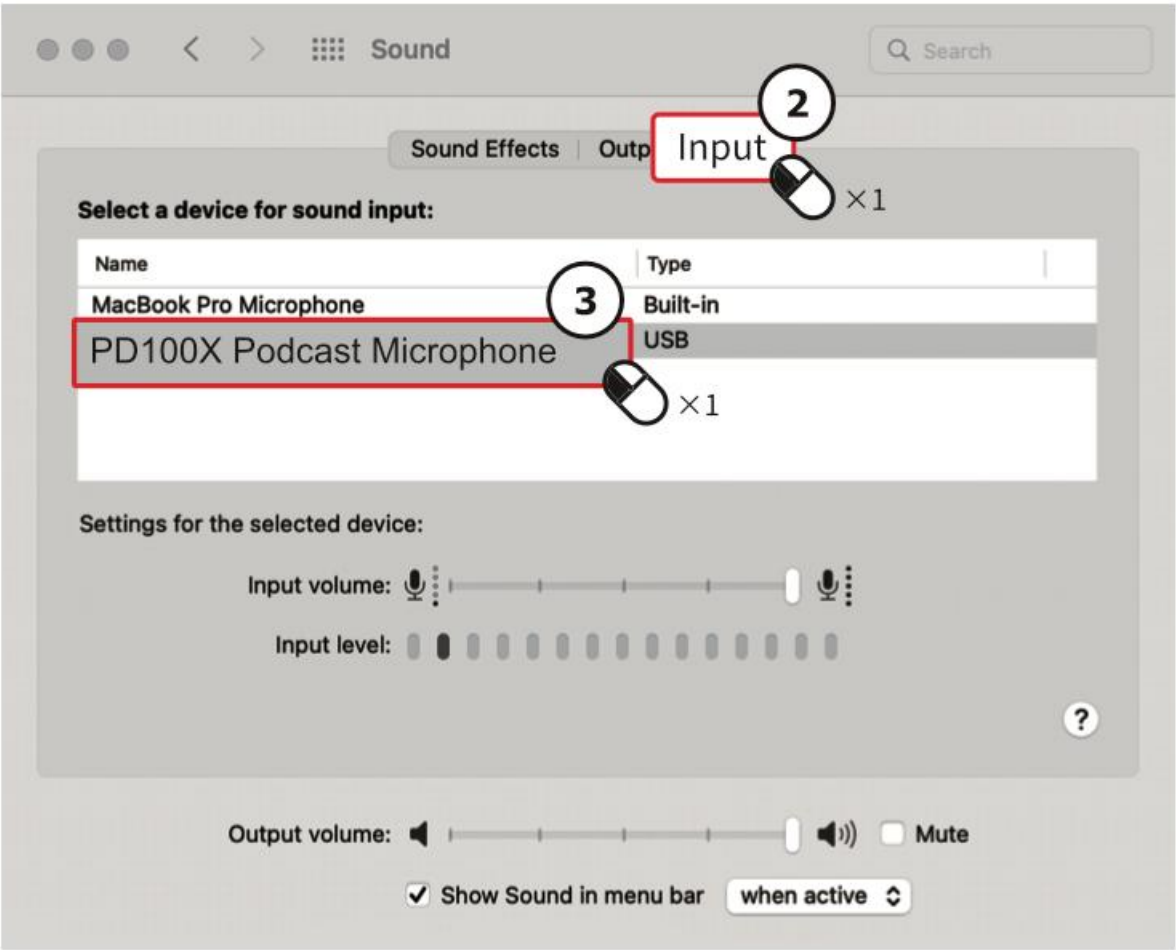 Sound
Search
2
Sound Effects Outp Input
×1
Select a device for sound input:
Name Type
3
MacBook Pro Microphone Built-in
PD100X Podcast Microphone USB
×1
Settings for the selected device:
Input volume:
Input level:
?
Output volume: Mute
Show Sound in menu bar when active